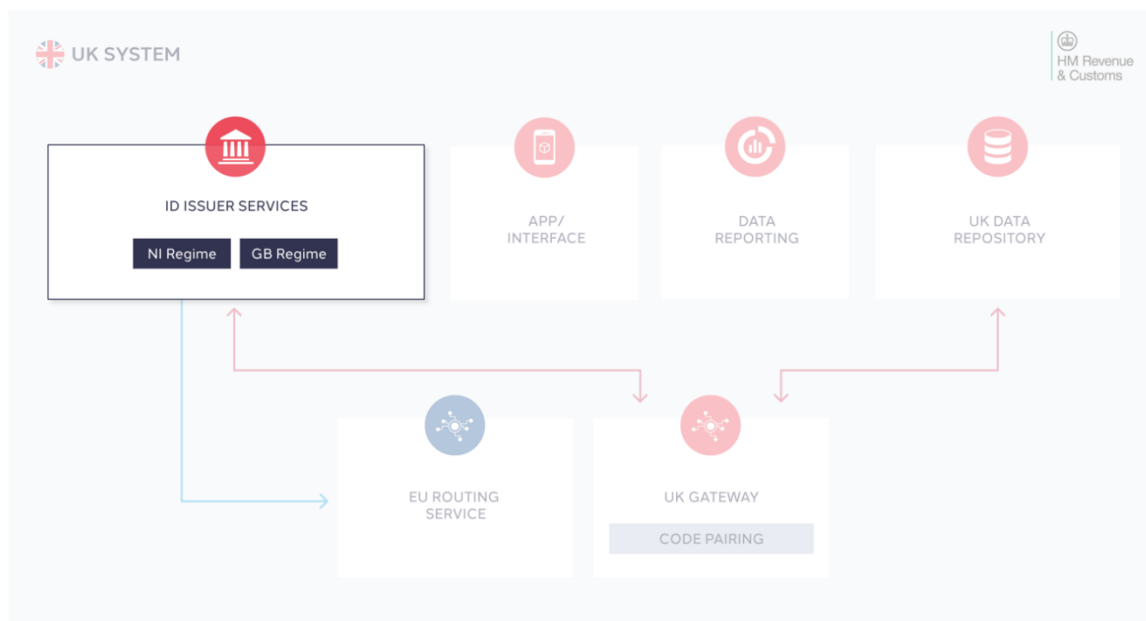 UK SYSTEM
HM Revenue
& Customs
ID ISSUER SERVICES
NI Regime
GB Regime
APP/
INTERFACE
DATA
REPORTING
UK DATA
REPOSITORY
EU ROUTING
SERVICE
UK GATEWAY
CODE PAIRING